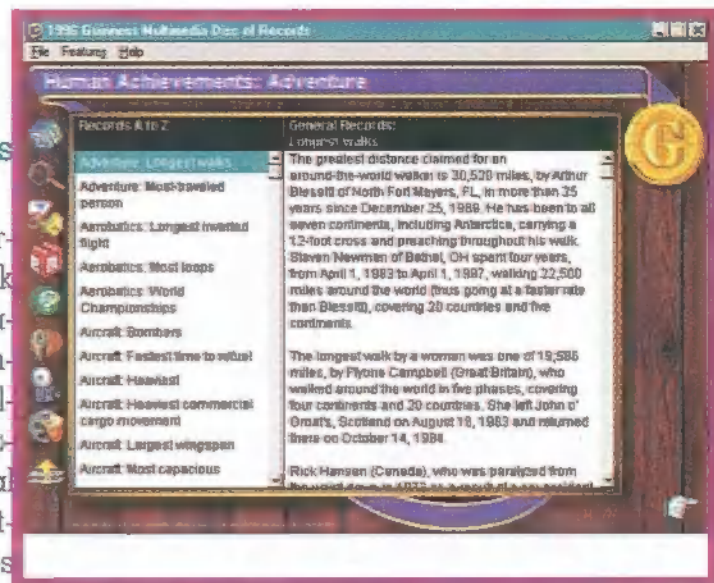 1996 Guinness Multimedia Disc of Records
File Features Help
Human Achievements: Adventure
Records A to Z
Adventure: Longest walks
Adventure: Most-traveled
person
Aerobatics: Longest inverted
flight
Aerobatics: Most loops
Aerobatics: World
Championships
Aircraft: Bombers
Aircraft: Fastest time to refuel
Aircraft: Heaviest
Aircraft: Heaviest commercial
cargo movement
Aircraft: Largest wingspan
Aircraft: Most capacious
General Records:
Longest walks
The greatest distance claimed for an
around-the-world walker is miles, by Arthur
Blessitt of North Fort Meyers, FL, in more than 25
years since December 25, 1969. He has been to all
seven continents, including Antarctica, carrying a
12-foot cross and preaching throughout his walk.
Steven Newman of Bethel, OH spent four years,
from April 1, 1983 to April 1, 1987, walking 22,500
miles around the world (thus going at a faster rate
than Blessitt), covering 20 countries and five
continents.
The longest walk by a woman was one of 19,586
miles, by Ffyona Campbell (Great Britain), who
walked around the world in five phases, covering
four continents and 20 countries. She left John o'
Groat's, Scotland on August 16, 1983 and returned
there on October 14, 1994.
Rick Hansen (Canada), who was paralyzed from
G